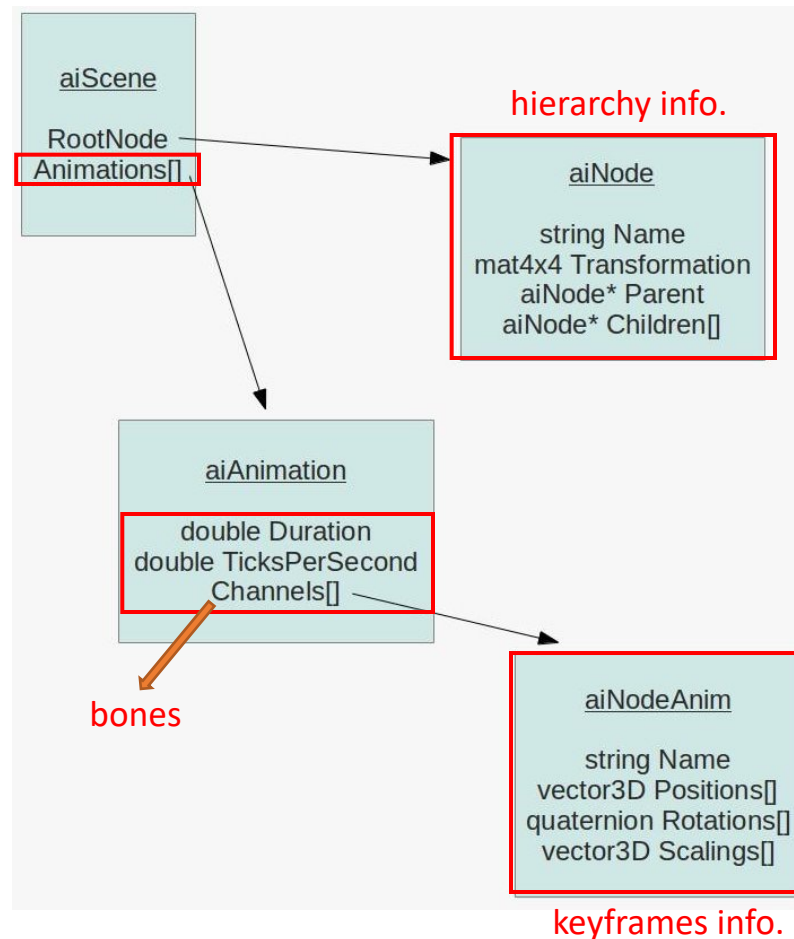 aiScene
RootNode
Animations[]
hierarchy info.
aiNode
string Name
mat4x4 Transformation
aiNode* Parent
aiNode* Children[]
aiAnimation
double Duration
double TicksPerSecond
Channels[]
bones
aiNodeAnim
string Name
vector3D Positions[]
quaternion Rotations[]
vector3D Scalings[]
keyframes info.